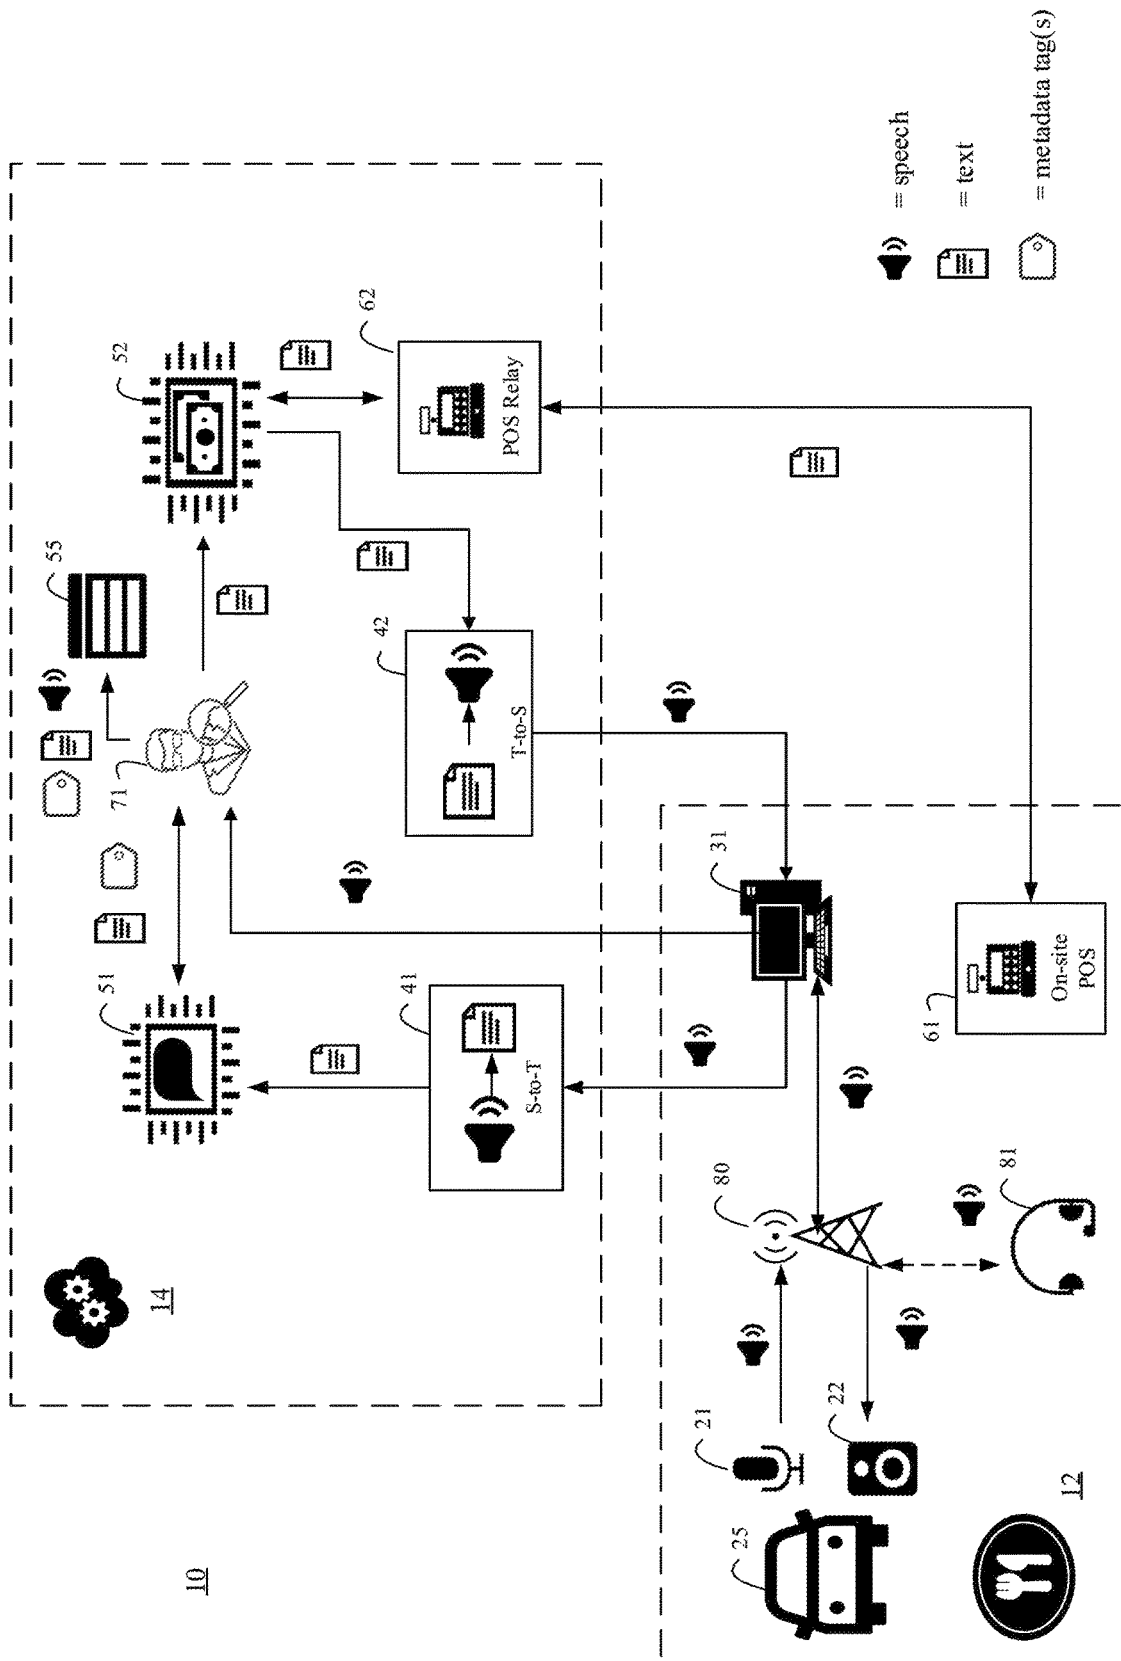 10
14
55
52
71
51
62
POS Relay
42
T-to-S
41
S-to-T
31
61
On-site
POS
80
81
21
22
25
12
= speech
= text
= metadata tag(s)